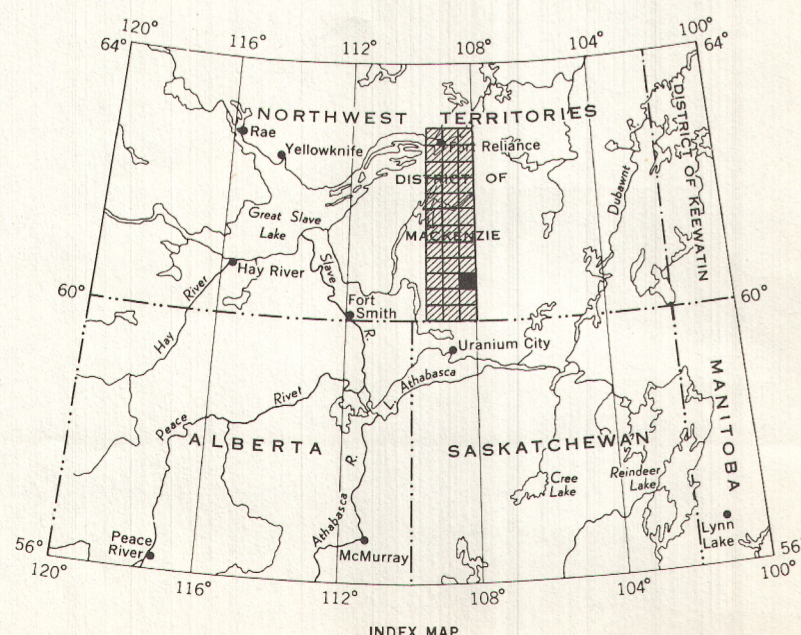 120°
116°
112°
108°
104°
100°
64°
64°
NORTHWEST TERRITORIES
Rae
Yellowknife
Fort Reliance
DISTRICT OF
MACKENZIE
DISTRICT OF KEEWATIN
Dubawnt
R.
Great Slave
Lake
Slave
R.
Hay River
Hay
River
60°
60°
Fort
Smith
Uranium City
L. Athabasca
Peace
River
ALBERTA
SASKATCHEWAN
MANITOBA
Cree
Lake
Reindeer
Lake
Athabasca
R.
Peace
River
McMurray
Lynn
Lake
56°
56°
120°
116°
112°
108°
104°
100°
INDEX MAP